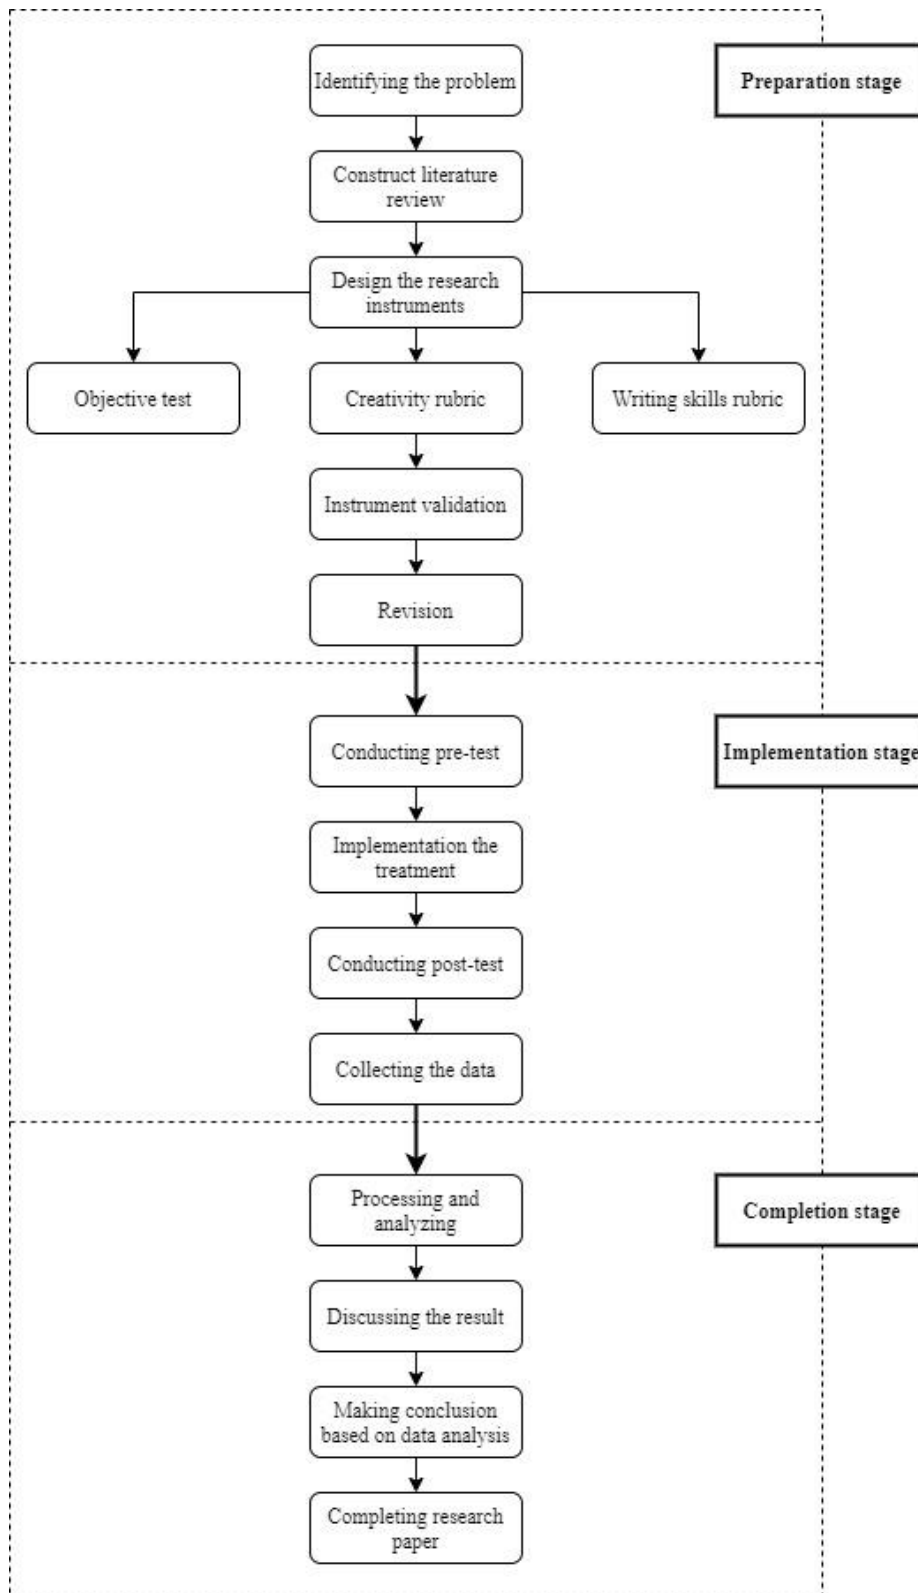 Identifying the problem
Preparation stage
Construct literature
review
Design the research
instruments
Objective test
Creativity rubric
Writing skills rubric
Instrument validation
Revision
Conducting pre-test
Implementation stage
Implementation the
treatment
Conducting post-test
Collecting the data
Processing and
analyzing
Completion stage
Discussing the result
Making conclusion
based on data analysis
Completing research
paper